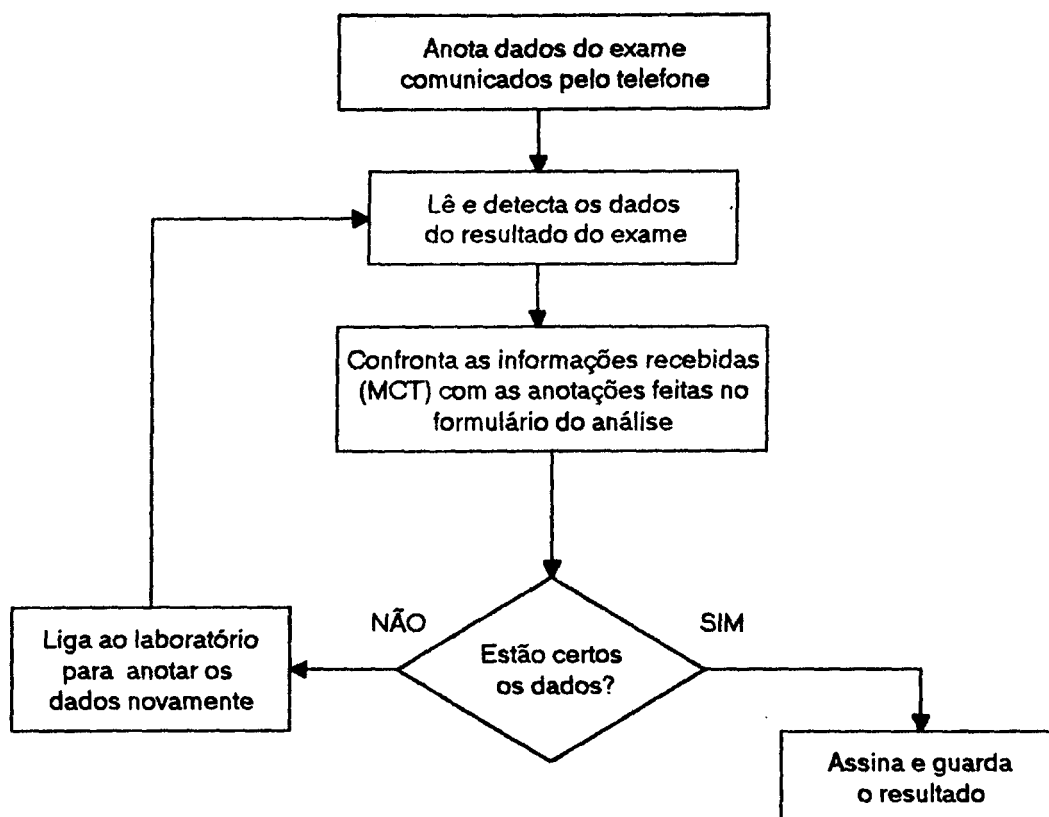 Anota dados do exame
comunicados pelo telefone
Lê e detecta os dados
do resultado do exame
Confronta as informações recebidas
(MCT) com as anotações feitas no
formulário do análise
NÃO
SIM
Estão certos
os dados?
Liga ao laboratório
para anotar os
dados novamente
Assina e guarda
o resultado